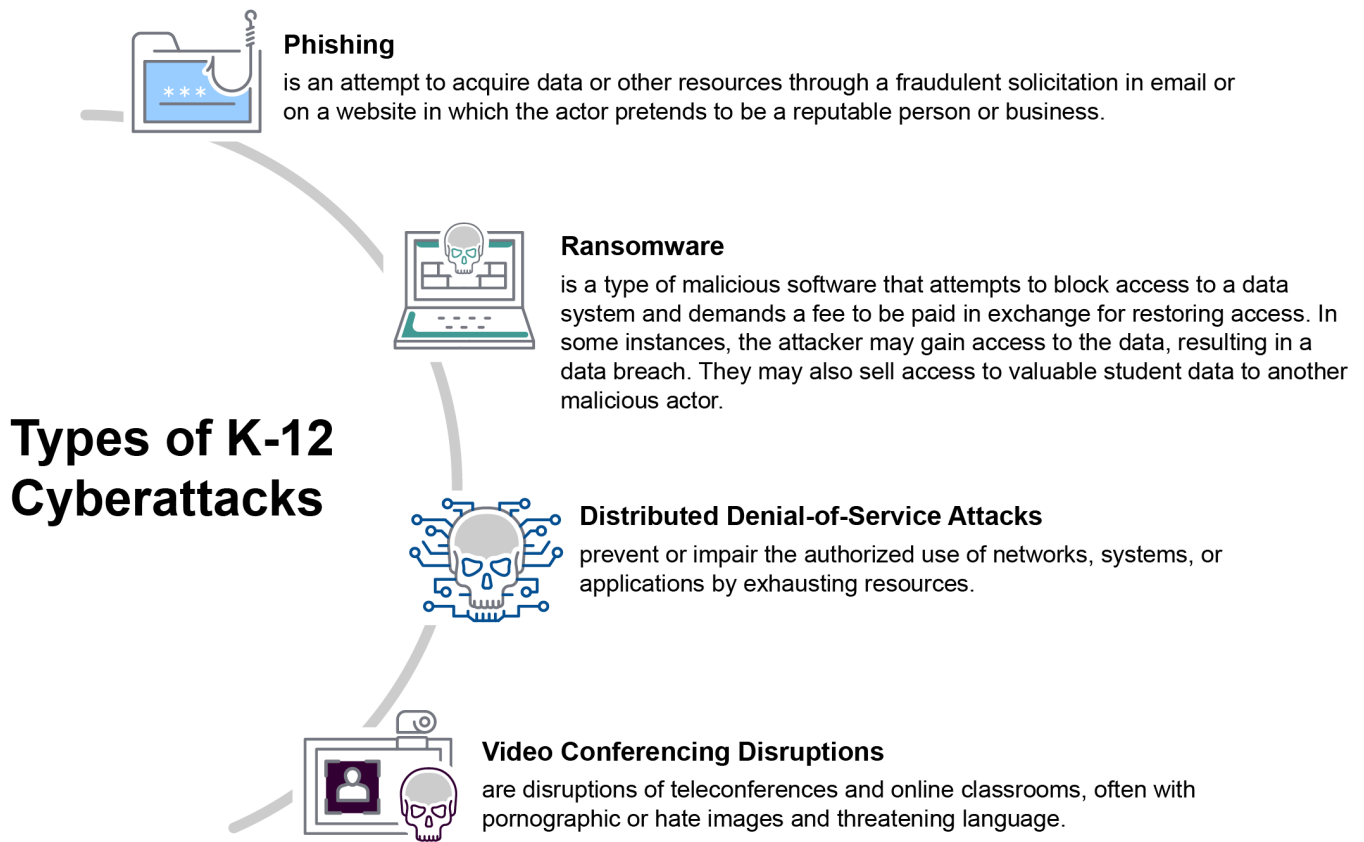 Phishing
is an attempt to acquire data or other resources through a fraudulent solicitation in email or
on a website in which the actor pretends to be a reputable person or business.
***
Ransomware
is a type of malicious software that attempts to block access to a data
system and demands a fee to be paid in exchange for restoring access. In
some instances, the attacker may gain access to the data, resulting in a
data breach. They may also sell access to valuable student data to another
malicious actor.
Types of K-12
Cyberattacks
Distributed Denial-of-Service Attacks
prevent or impair the authorized use of networks, systems, or
applications by exhausting resources.
Video Conferencing Disruptions
are disruptions of teleconferences and online classrooms, often with
pornographic or hate images and threatening language.